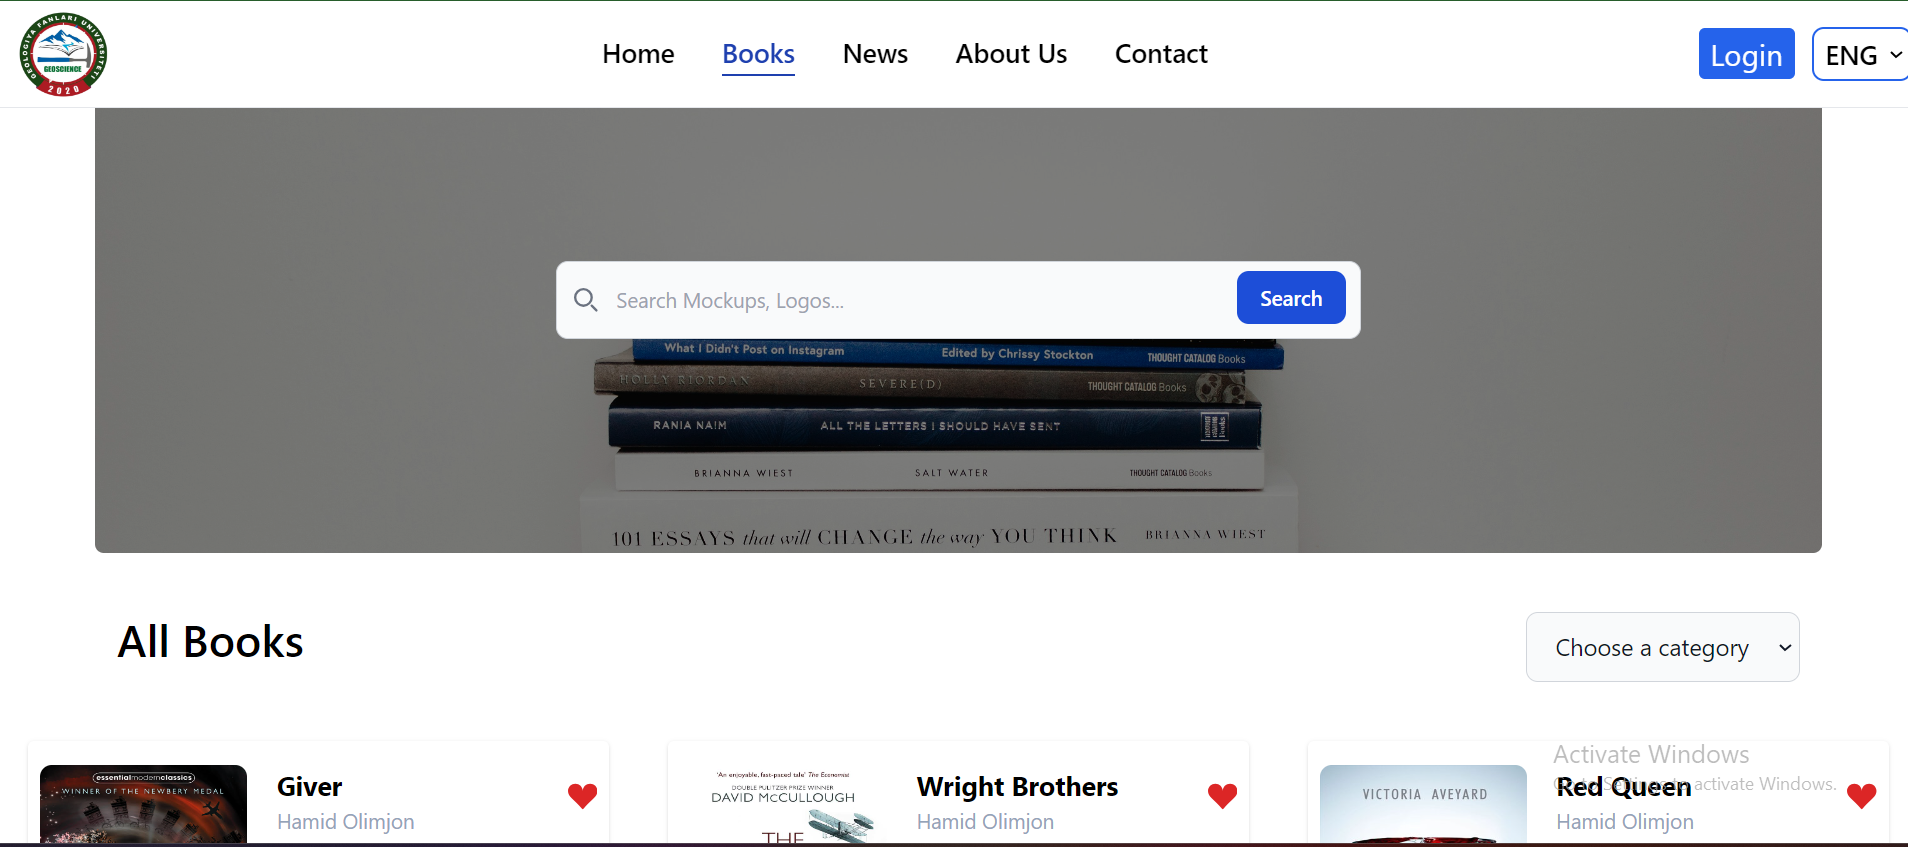 GEOLOGIYA FANLARI UNIVERSITETI
GEOSCIENCE
2020
Home
Books
News
About Us
Contact
Login
ENG
Search Mockups, Logos...
Search
What I Didn't Post on Instagram Edited by Chrissy Stockton THOUGHT CATALOG Books
HOLLY RIORDAN SEVERE(D) THOUGHT CATALOG Books
RANIA NAIM ALL THE LETTERS I SHOULD HAVE SENT
BRIANNA WIEST SALT WATER THOUGHT CATALOG Books
101 ESSAYS that will CHANGE the way YOU THINK BRIANNA WIEST
All Books
Choose a category
essentialmodernclassics
WINNER OF THE NEWBERY MEDAL
Giver
Hamid Olimjon
'An enjoyable, fast-paced tale' The Economist
DOUBLE PULITZER PRIZE WINNER
DAVID McCULLOUGH
THE
Wright Brothers
Hamid Olimjon
VICTORIA AVEYARD
Red Queen
Hamid Olimjon
Activate Windows
Go to Settings to activate Windows.